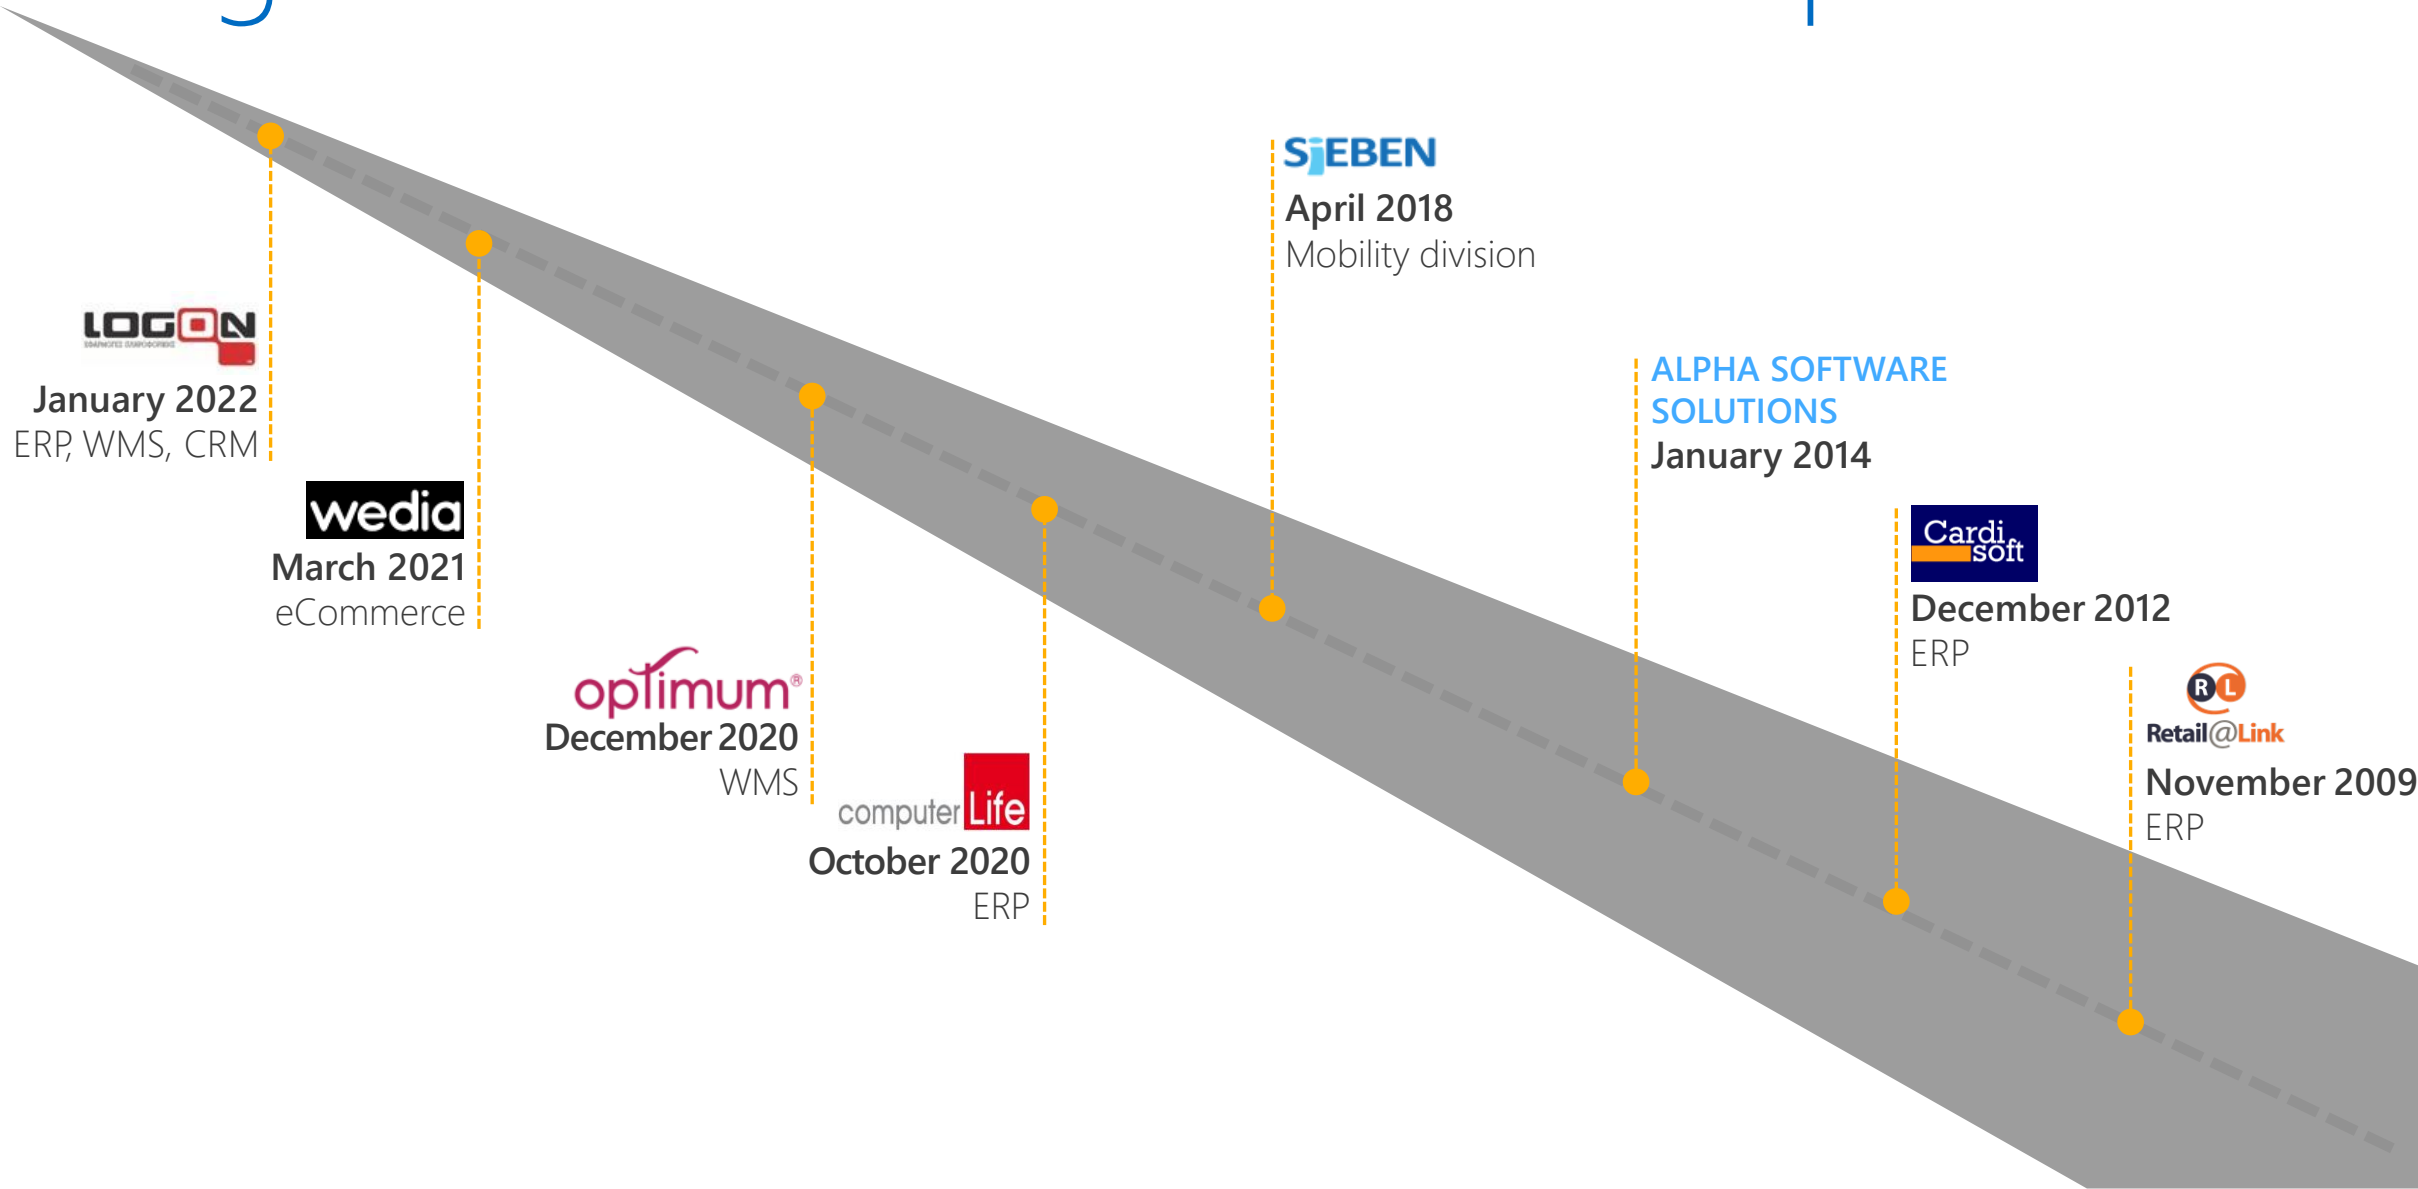 SiEBEN
April 2018
Mobility division
LOGON
January 2022
ERP, WMS, CRM
ALPHA SOFTWARE
SOLUTIONS
January 2014
wedia
March 2021
eCommerce
Cardi
soft
December 2012
ERP
optimum®
December 2020
WMS
RL
Retail@Link
November 2009
ERP
computer Life
October 2020
ERP